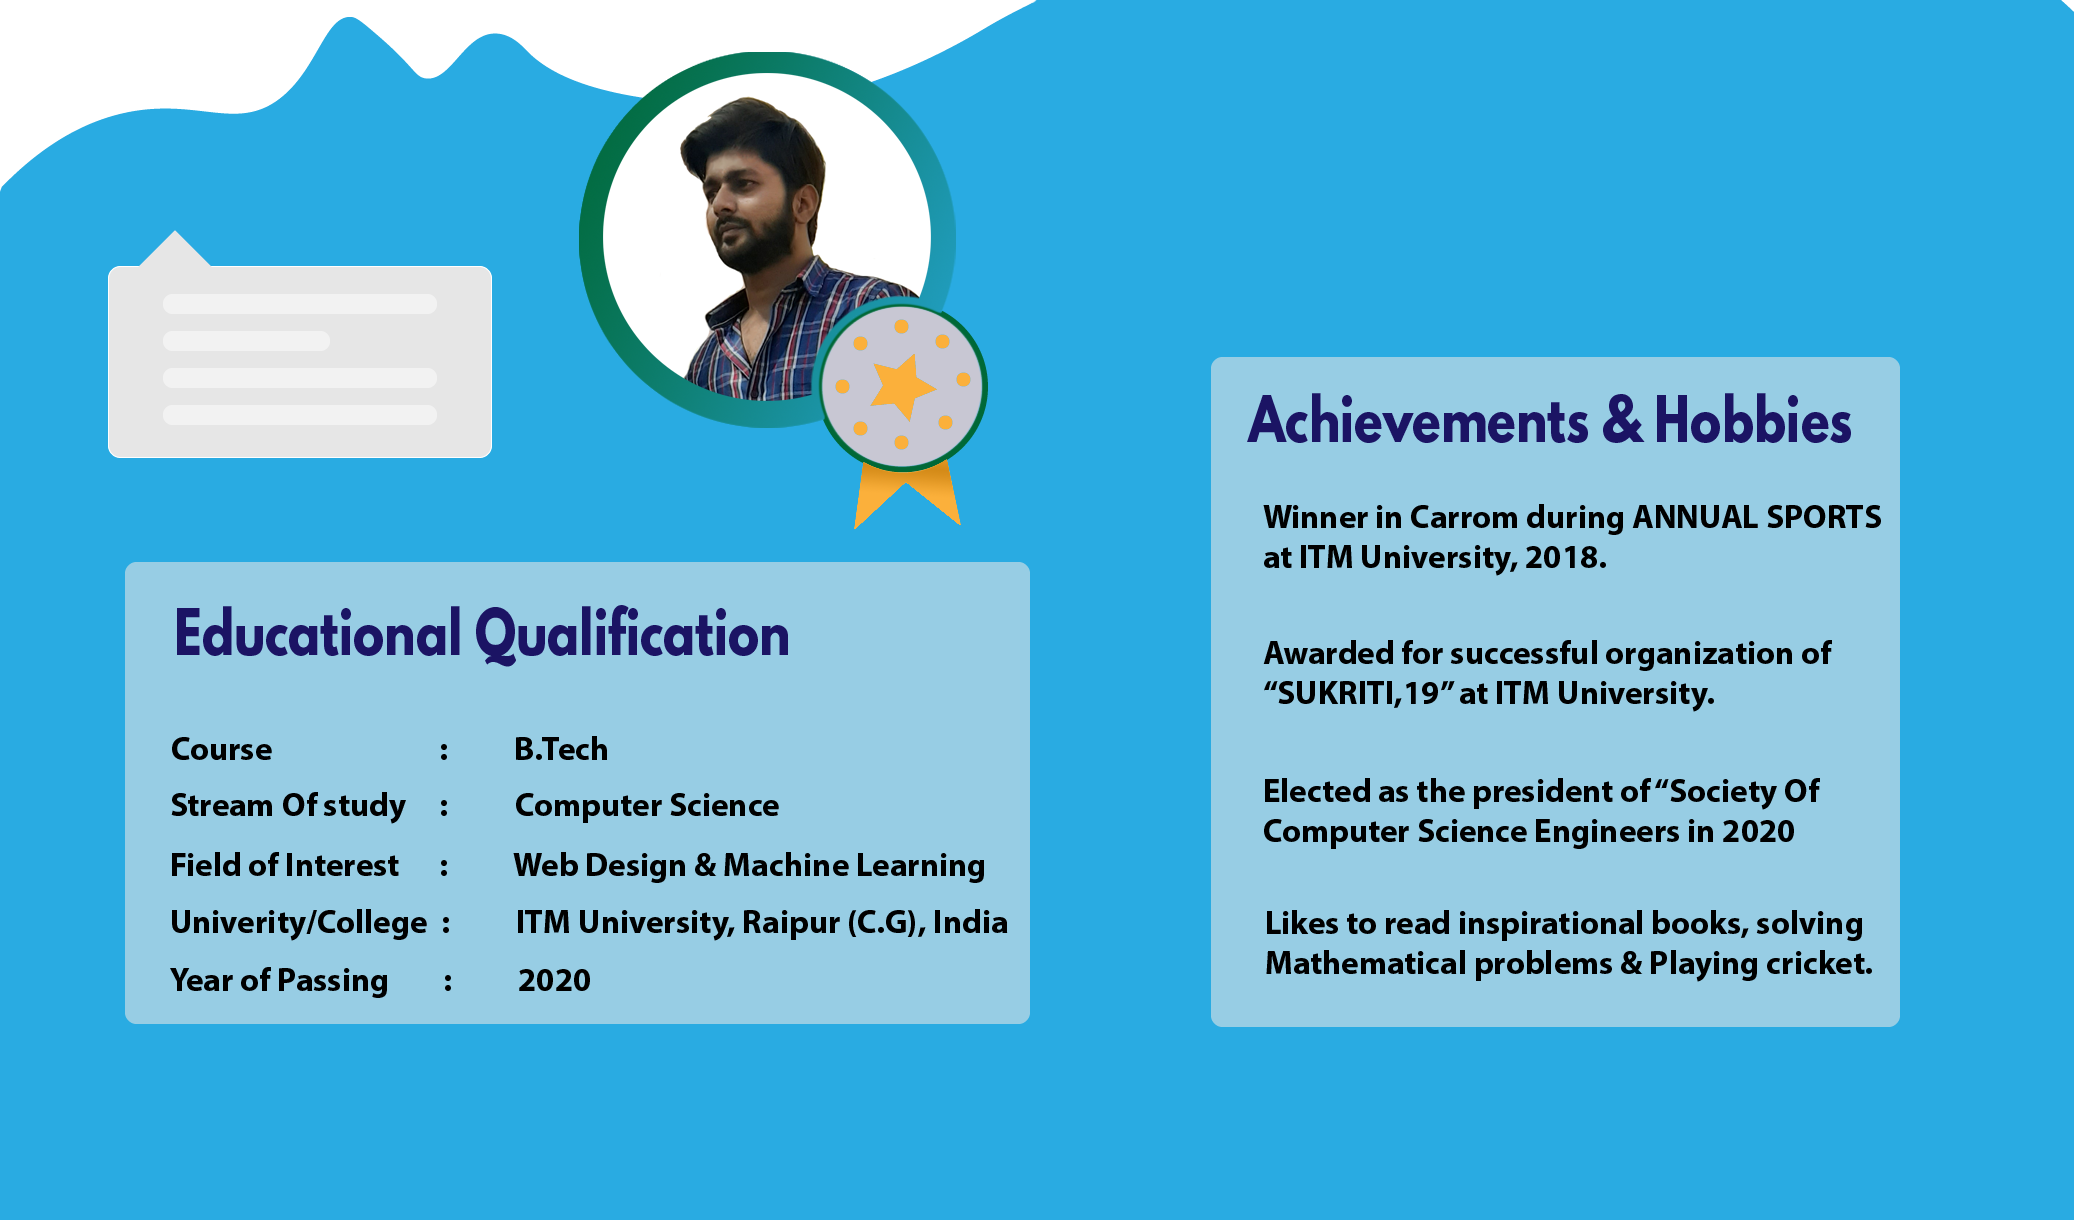 Educational Qualification
Course : B.Tech
Stream Of study : Computer Science
Field of Interest : Web Design & Machine Learning
Univerity/College : ITM University, Raipur (C.G), India
Year of Passing : 2020
Achievements & Hobbies
Winner in Carrom during ANNUAL SPORTS
at ITM University, 2018.
Awarded for successful organization of
“SUKRITI,19” at ITM University.
Elected as the president of “Society Of
Computer Science Engineers in 2020
Likes to read inspirational books, solving
Mathematical problems & Playing cricket.